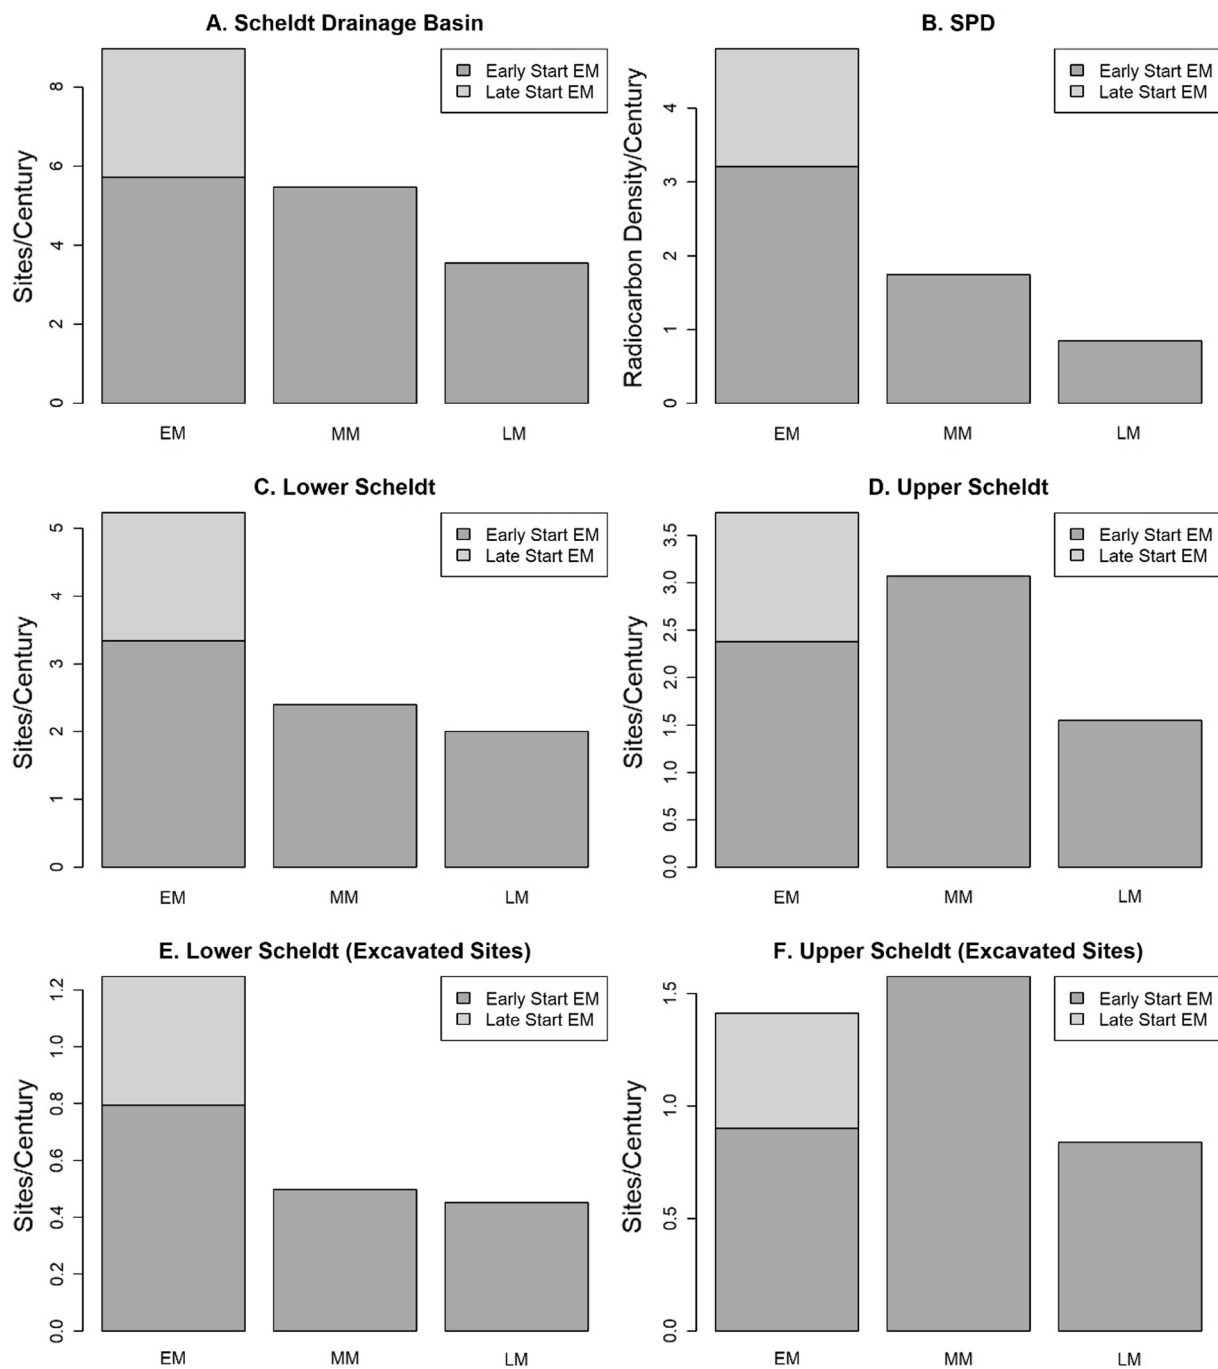 A. Scheldt Drainage Basin
Sites/Century
0
2
4
6
8
Early Start EM
Late Start EM
EM
MM
LM
B. SPD
Radiocarbon Density/Century
0
1
2
3
4
Early Start EM
Late Start EM
EM
MM
LM
C. Lower Scheldt
Sites/Century
0
1
2
3
4
5
Early Start EM
Late Start EM
EM
MM
LM
D. Upper Scheldt
Sites/Century
0.0
0.5
1.0
1.5
2.0
2.5
3.0
3.5
Early Start EM
Late Start EM
EM
MM
LM
E. Lower Scheldt (Excavated Sites)
Sites/Century
0.0
0.2
0.4
0.6
0.8
1.0
1.2
Early Start EM
Late Start EM
EM
MM
LM
F. Upper Scheldt (Excavated Sites)
Sites/Century
0.0
0.5
1.0
1.5
Early Start EM
Late Start EM
EM
MM
LM